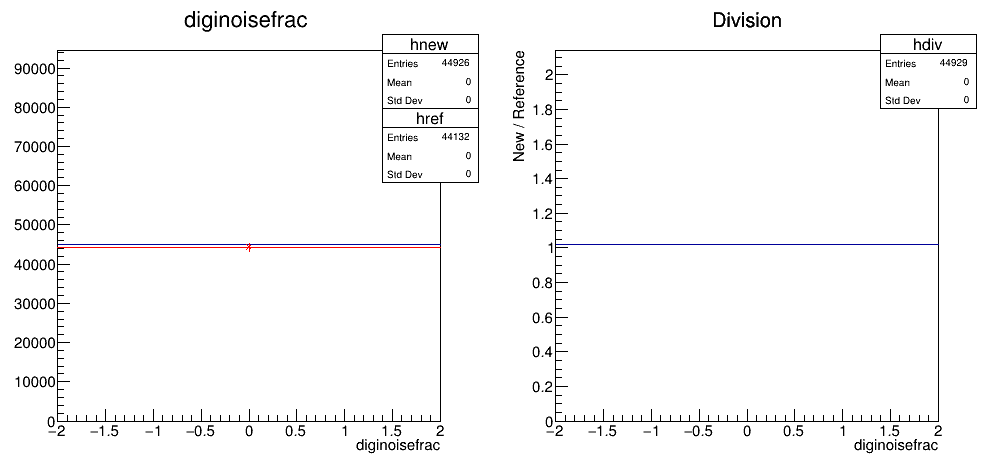 diginoisefrac
hnew
Entries 44926
Mean 0
Std Dev 0
href
Entries 44132
Mean 0
Std Dev 0
90000
80000
70000
60000
50000
40000
30000
20000
10000
0
−2 −1.5 −1 −0.5 0 0.5 1 1.5 2
diginoisefrac
Division
hdiv
Entries 44929
Mean 0
Std Dev 0
New / Reference
2
1.8
1.6
1.4
1.2
1
0.8
0.6
0.4
0.2
0
−2 −1.5 −1 −0.5 0 0.5 1 1.5 2
diginoisefrac